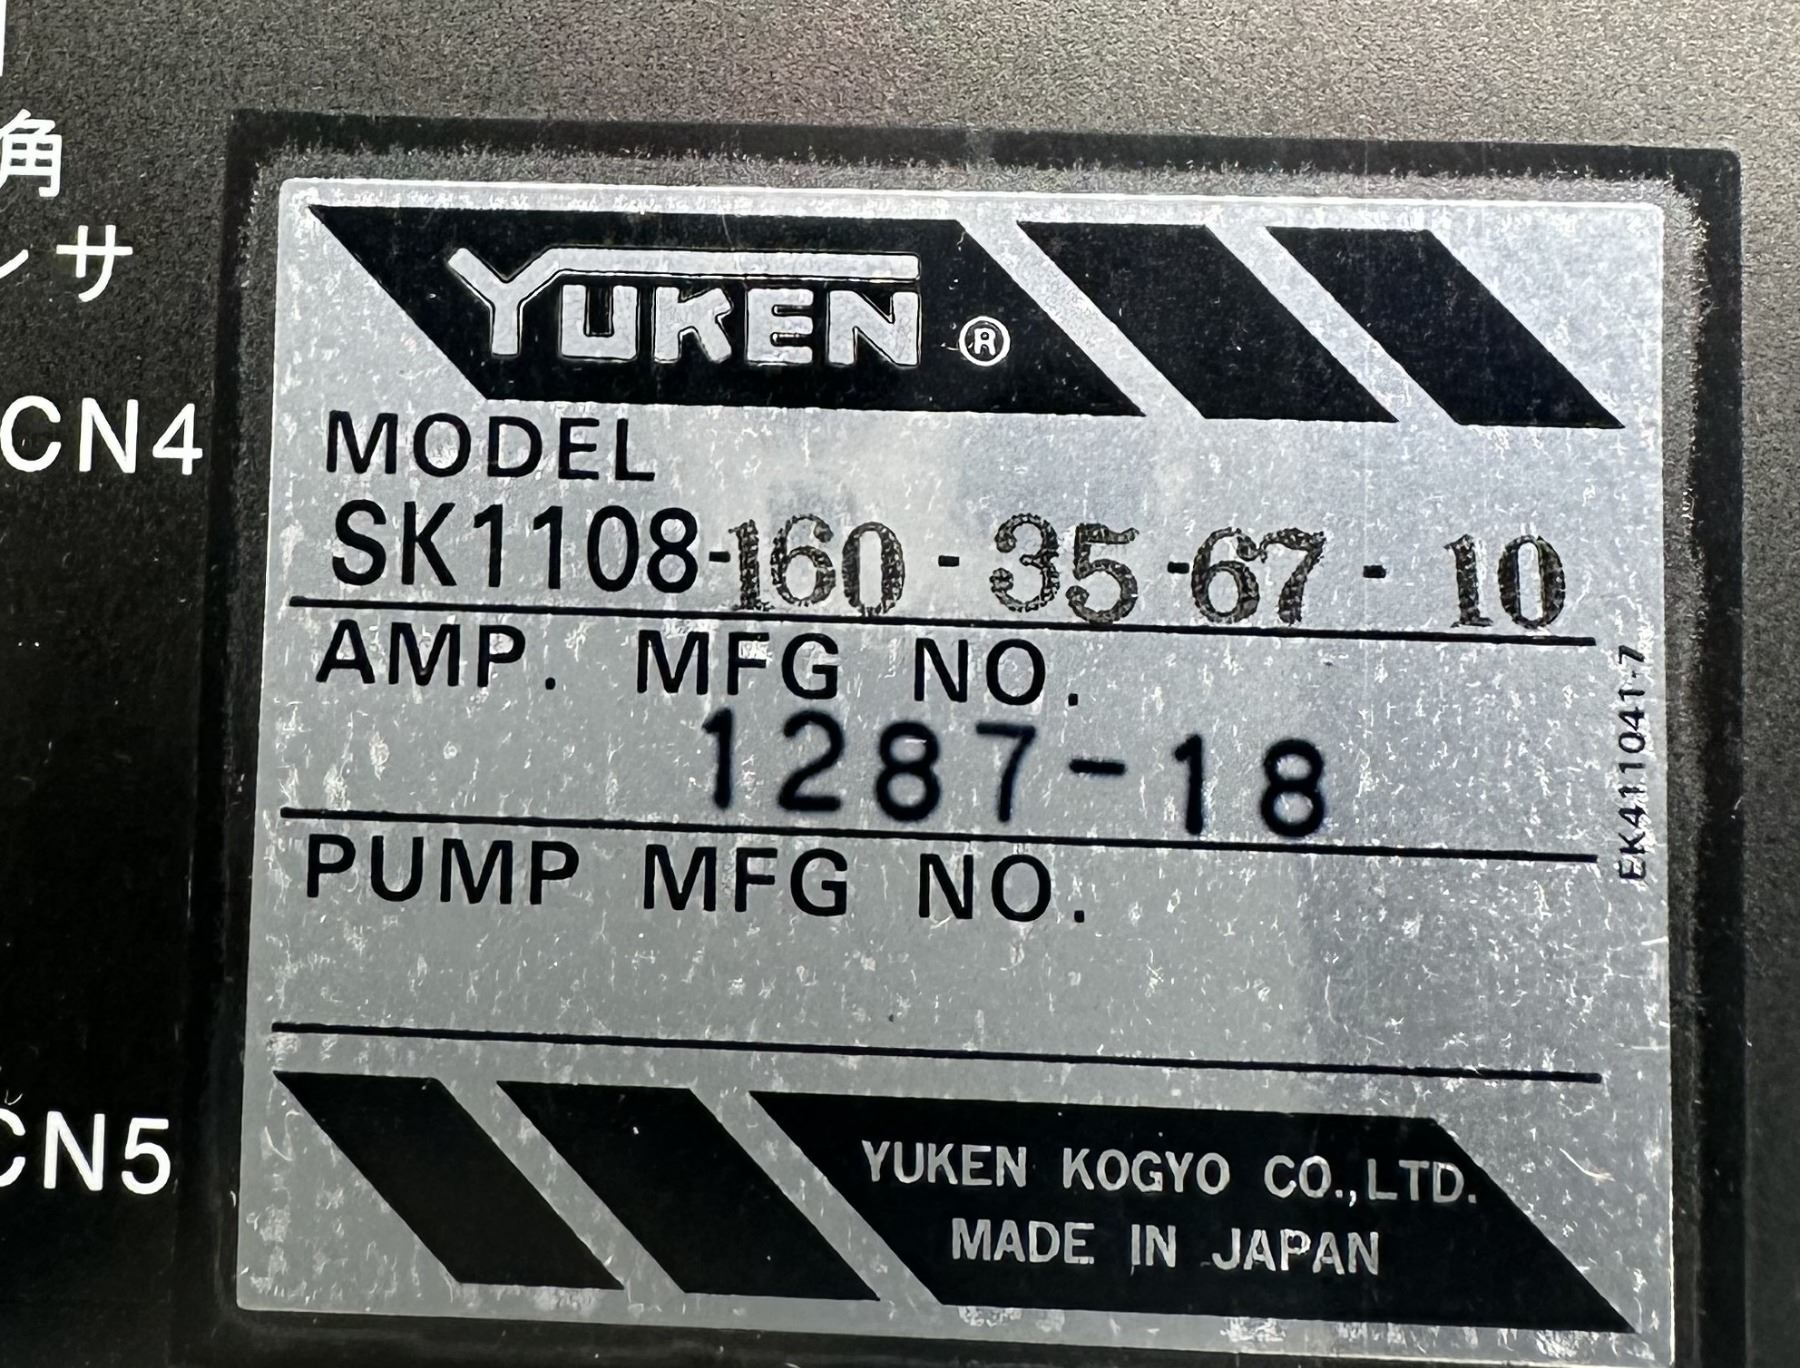 角
ンサ
CN4
YUKEN ®
MODEL
SK1108-160-35-67-10
AMP. MFG NO.
1287-18
PUMP MFG NO.
EK411041-7
CN5
YUKEN KOGYO CO.,LTD.
MADE IN JAPAN